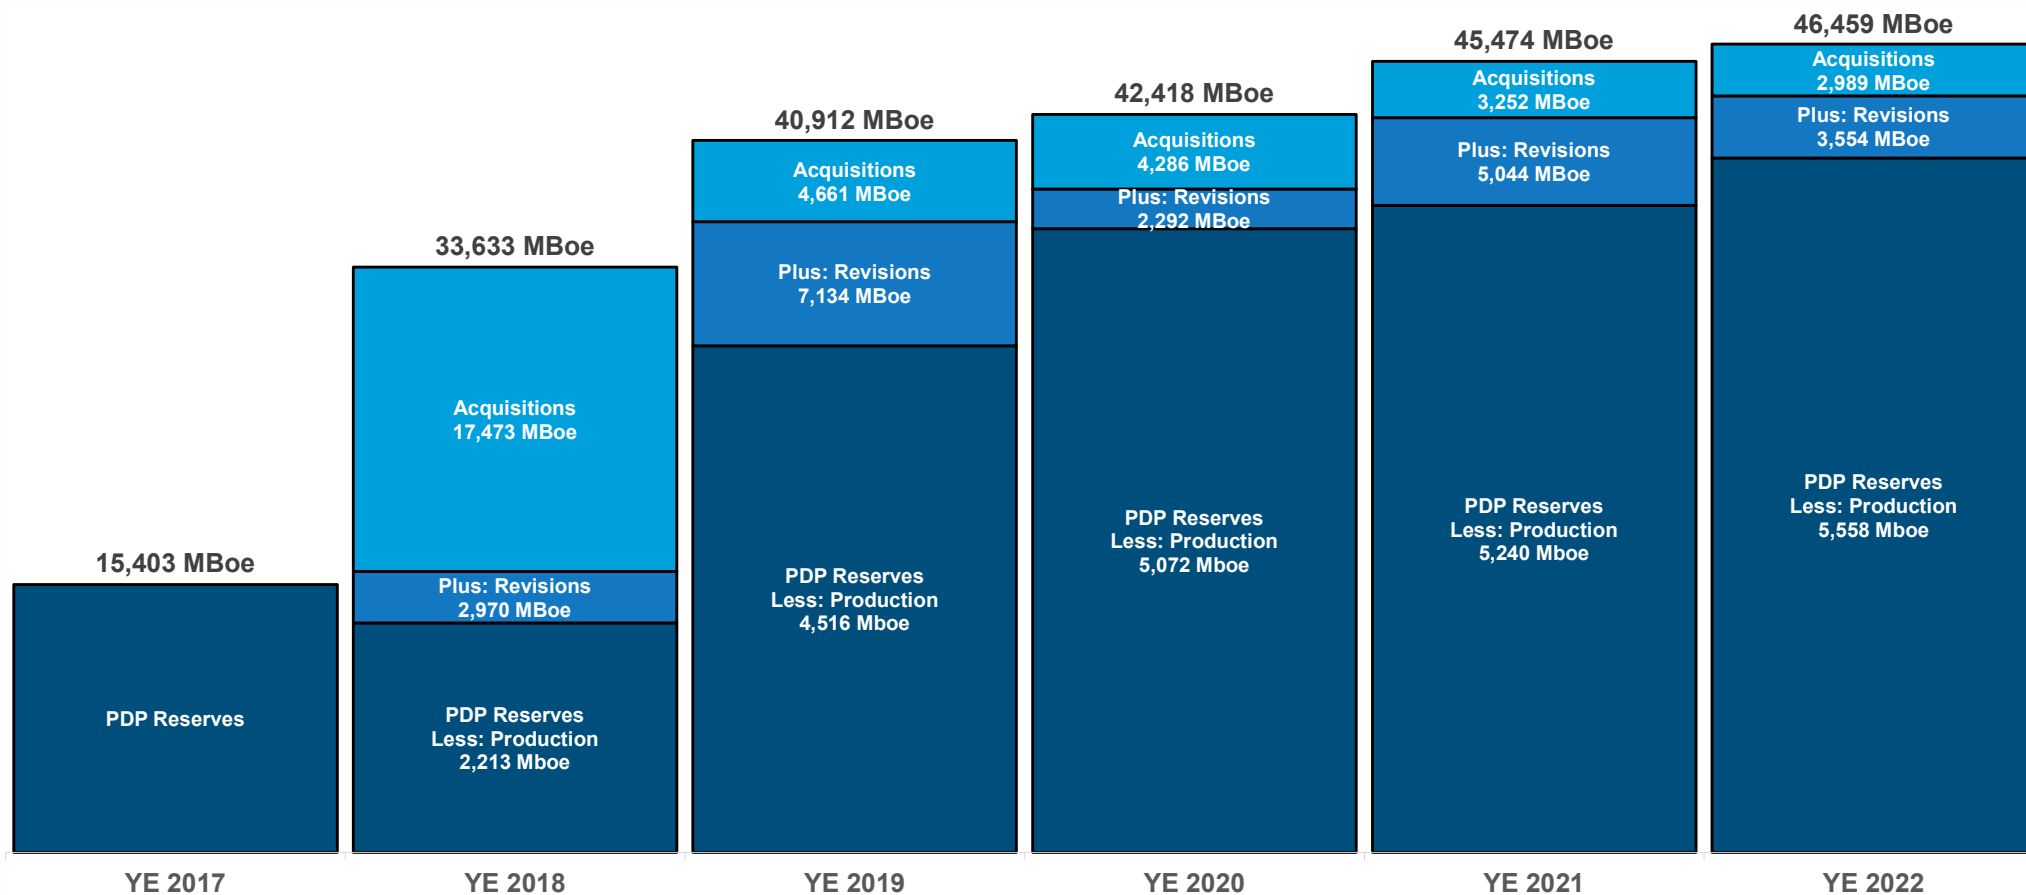 15,403 MBoe
PDP Reserves
YE 2017
33,633 MBoe
Acquisitions
17,473 MBoe
Plus: Revisions
2,970 MBoe
PDP Reserves
Less: Production
2,213 Mboe
YE 2018
40,912 MBoe
Acquisitions
4,661 MBoe
Plus: Revisions
7,134 MBoe
PDP Reserves
Less: Production
4,516 Mboe
YE 2019
42,418 MBoe
Acquisitions
4,286 MBoe
Plus: Revisions
2,292 MBoe
PDP Reserves
Less: Production
5,072 Mboe
YE 2020
45,474 MBoe
Acquisitions
3,252 MBoe
Plus: Revisions
5,044 MBoe
PDP Reserves
Less: Production
5,240 Mboe
YE 2021
46,459 MBoe
Acquisitions
2,989 MBoe
Plus: Revisions
3,554 MBoe
PDP Reserves
Less: Production
5,558 Mboe
YE 2022